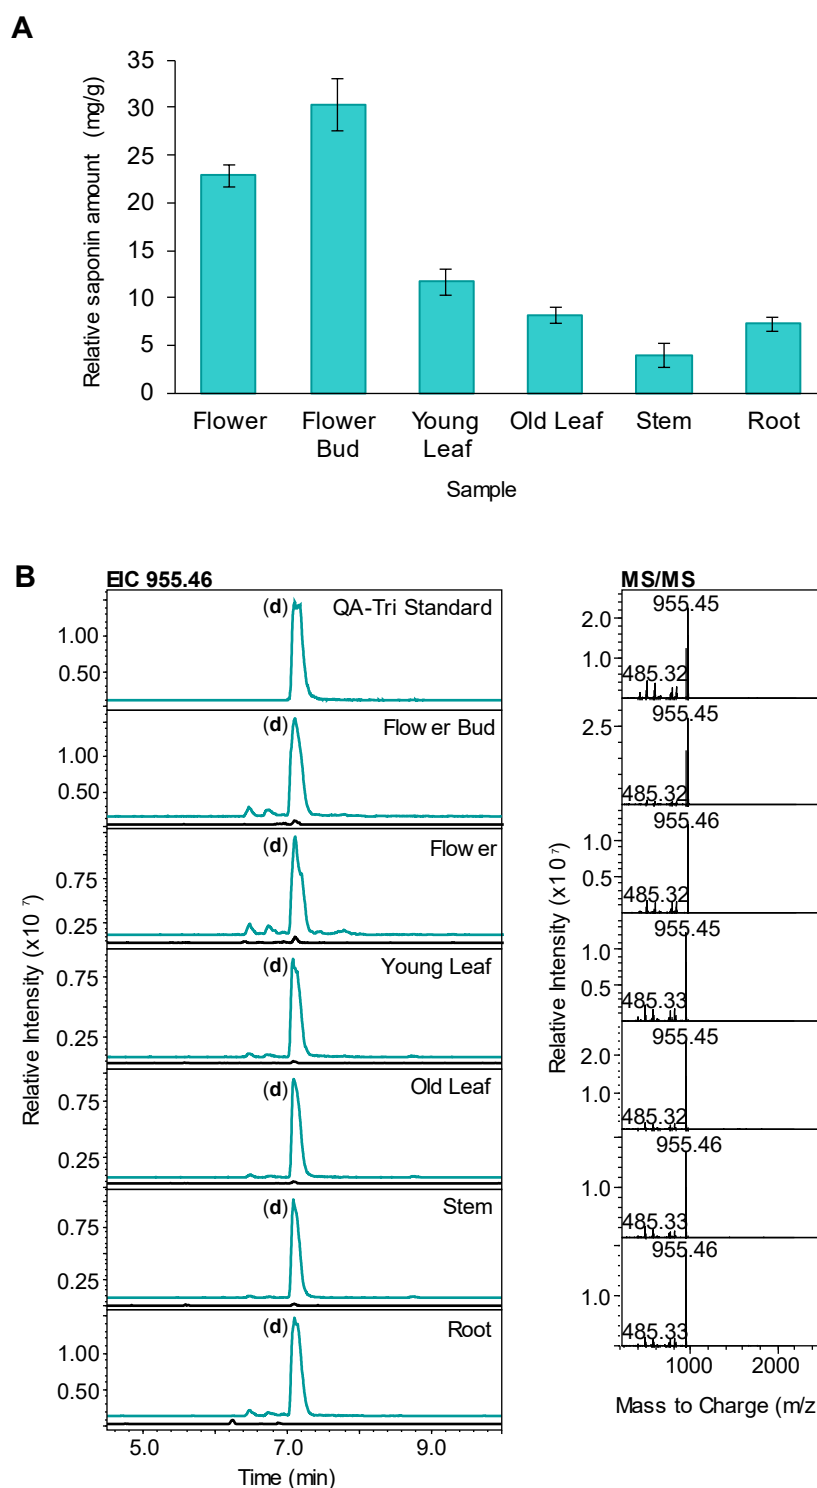 A
Relative saponin amount (mg/g)
35
30
25
20
15
10
5
0
Flower
Flower Bud
Young Leaf
Old Leaf
Stem
Root
Sample
B
EIC 955.46
MS/MS
Relative Intensity (x10 ⁷)
(d) QA-Tri Standard
1.00
0.50
(d) Flower Bud
1.00
0.50
(d) Flower
0.75
0.25
(d) Young Leaf
0.75
0.25
(d) Old Leaf
0.75
0.25
(d) Stem
0.75
0.25
(d) Root
1.00
0.50
5.0 7.0 9.0
Time (min)
Relative Intensity (x10 ⁷)
955.45
2.0
1.0
485.32
955.45
2.5
485.32
955.46
1.0
0.5
485.32
955.45
1.0
0.5
485.33
955.45
2.0
1.0
485.32
955.46
1.0
485.33
955.46
1.0
485.33
1000 2000
Mass to Charge (m/z